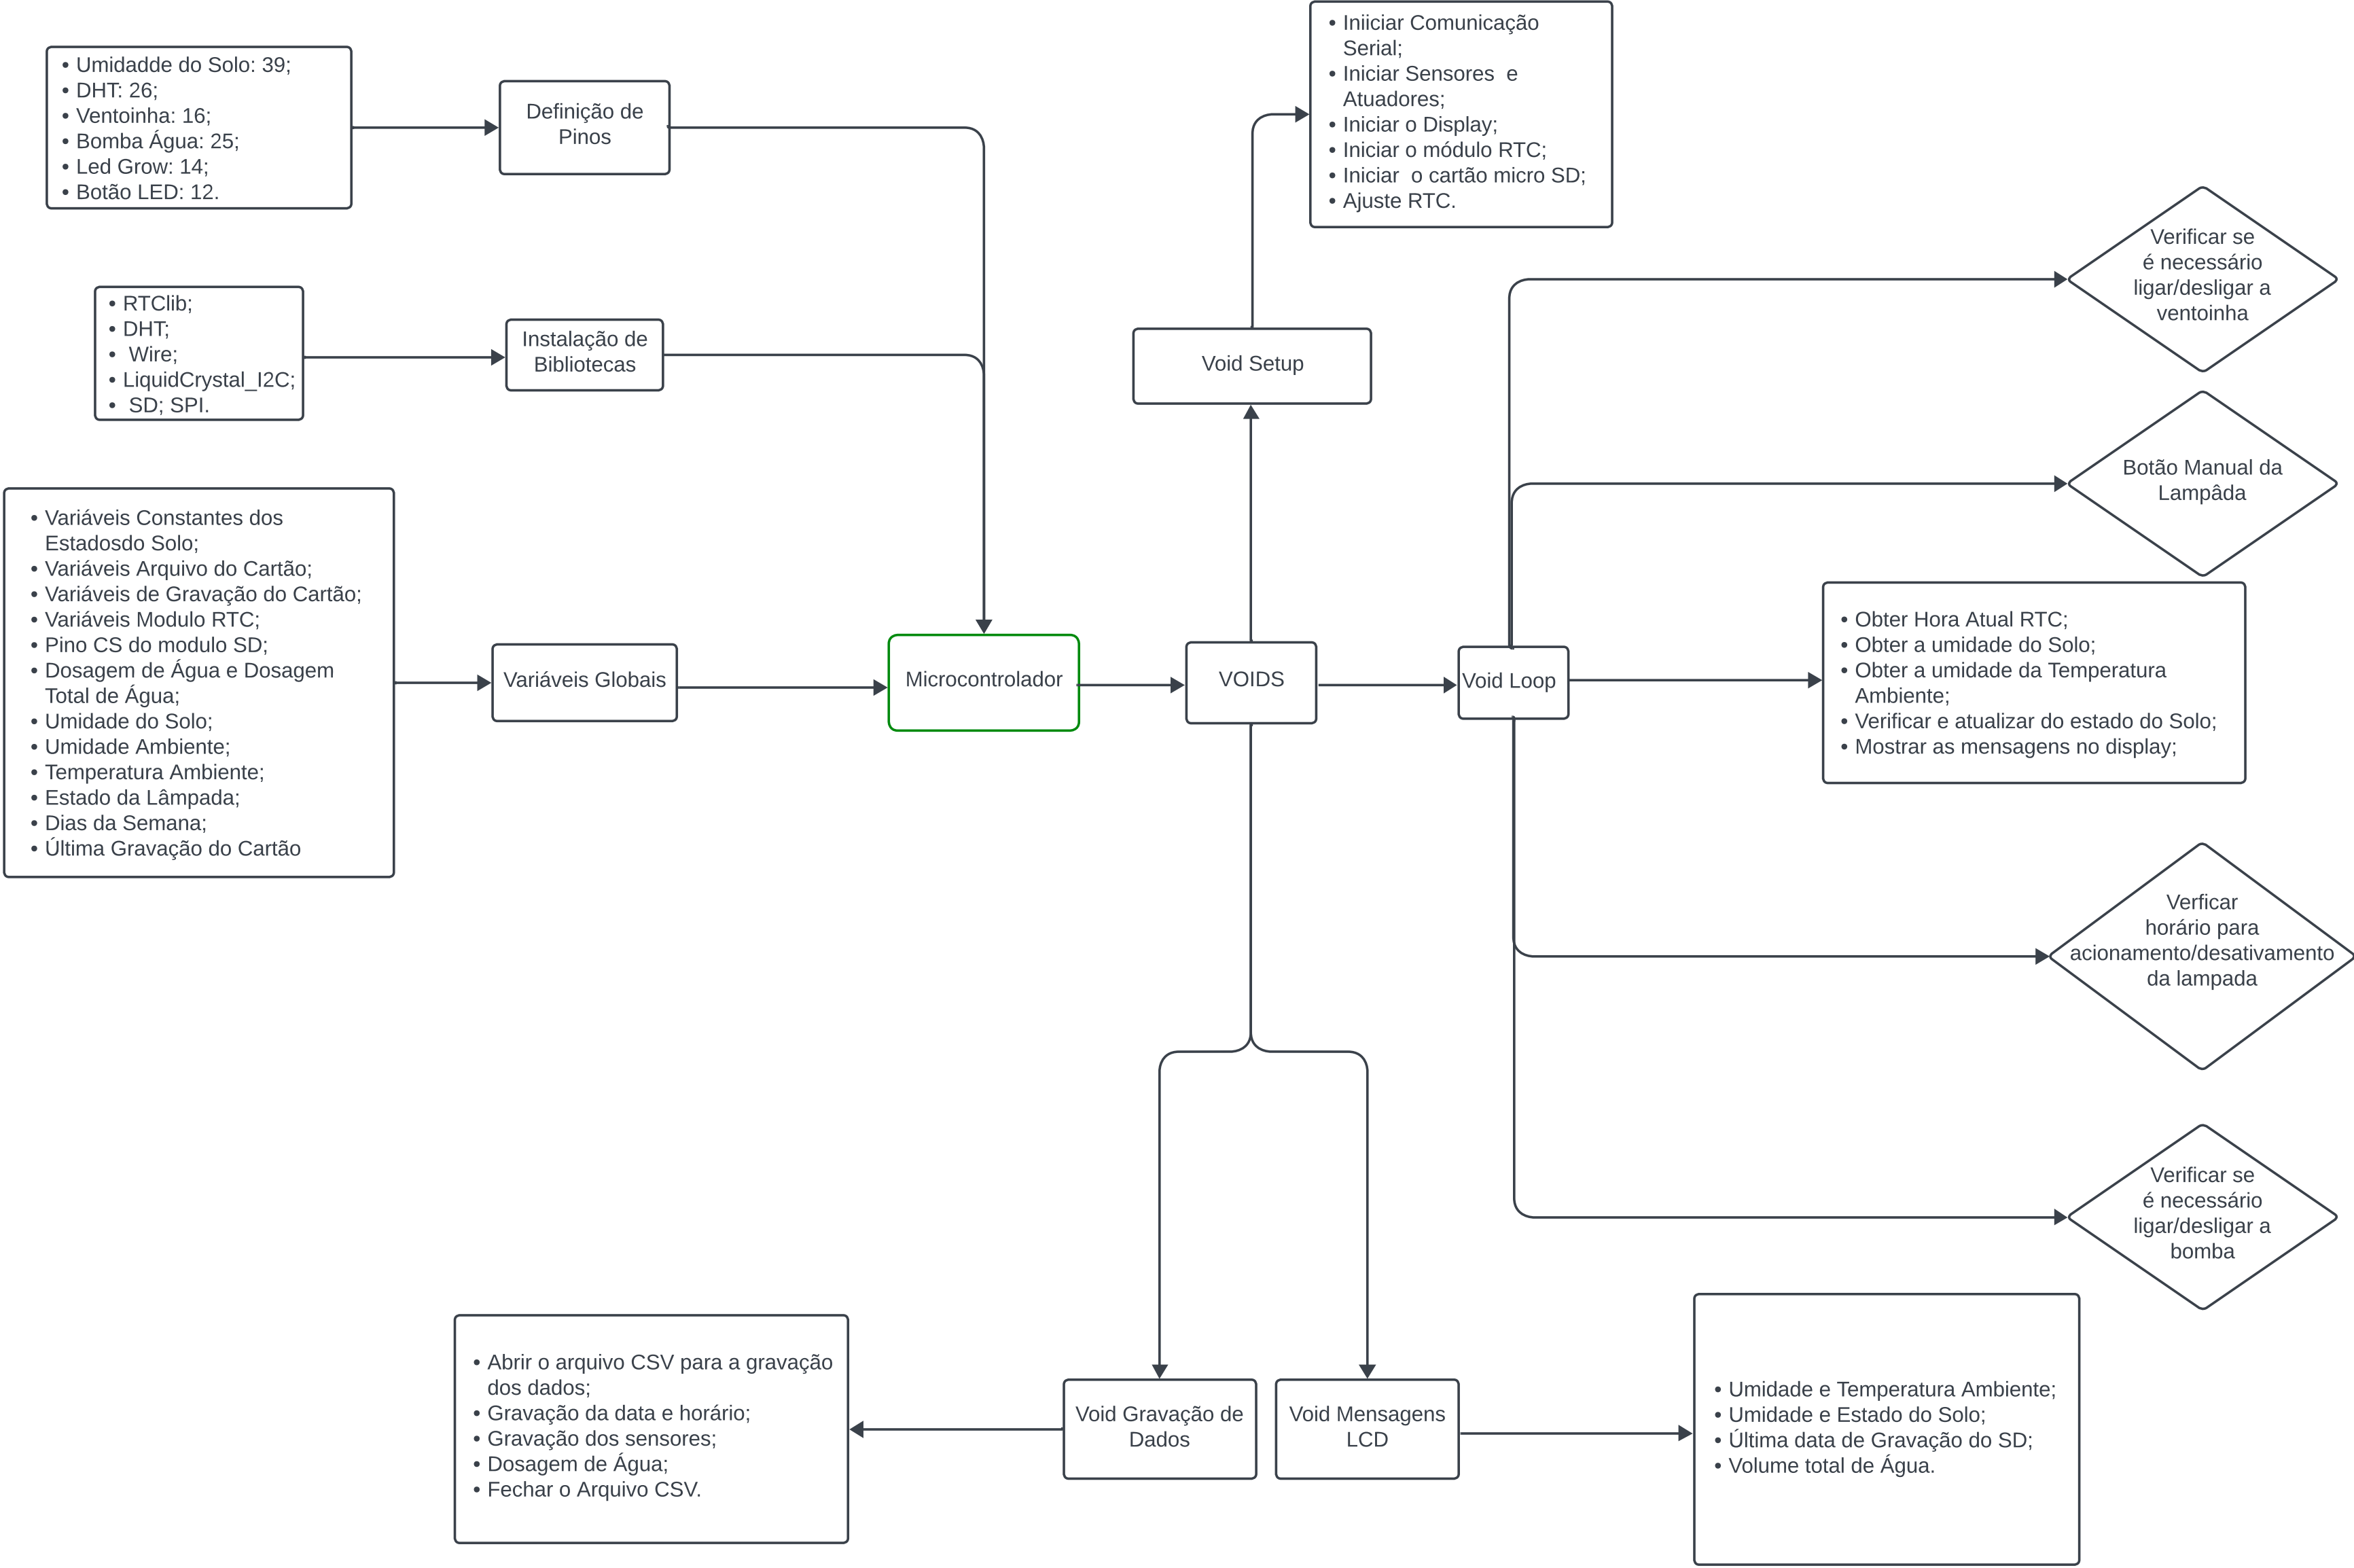 • Umidadde do Solo: 39;
• DHT: 26;
• Ventoinha: 16;
• Bomba Água: 25;
• Led Grow: 14;
• Botão LED: 12.
Definição de
Pinos
• Iniiciar Comunicação
Serial;
• Iniciar Sensores  e
Atuadores;
• Iniciar o Display;
• Iniciar o módulo RTC;
• Iniciar  o cartão micro SD;
• Ajuste RTC.
• RTClib;
• DHT;
•  Wire;
• LiquidCrystal_I2C;
•  SD; SPI.
Instalação de
Bibliotecas
Void Setup
Verificar se
é necessário
ligar/desligar a
ventoinha
Botão Manual da
Lampâda
• Variáveis Constantes dos
Estadosdo Solo;
• Variáveis Arquivo do Cartão;
• Variáveis de Gravação do Cartão;
• Variáveis Modulo RTC;
• Pino CS do modulo SD;
• Dosagem de Água e Dosagem
Total de Água;
• Umidade do Solo;
• Umidade Ambiente;
• Temperatura Ambiente;
• Estado da Lâmpada;
• Dias da Semana;
• Última Gravação do Cartão
Variáveis Globais
Microcontrolador
VOIDS
Void Loop
• Obter Hora Atual RTC;
• Obter a umidade do Solo;
• Obter a umidade da Temperatura
Ambiente;
• Verificar e atualizar do estado do Solo;
• Mostrar as mensagens no display;
Verficar
horário para
acionamento/desativamento
da lampada
Verificar se
é necessário
ligar/desligar a
bomba
• Abrir o arquivo CSV para a gravação
dos dados;
• Gravação da data e horário;
• Gravação dos sensores;
• Dosagem de Água;
• Fechar o Arquivo CSV.
Void Gravação de
Dados
Void Mensagens
LCD
• Umidade e Temperatura Ambiente;
• Umidade e Estado do Solo;
• Última data de Gravação do SD;
• Volume total de Água.